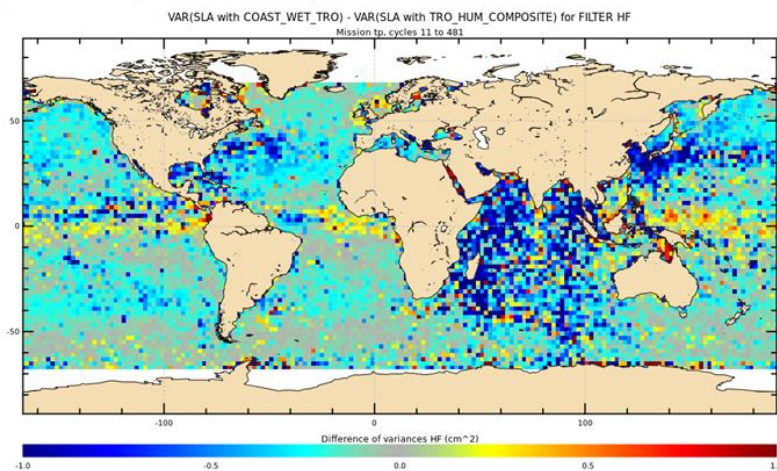 VAR(SLA with COAST_WET_TRO) - VAR(SLA with TRO_HUM_COMPOSITE) for FILTER HF
Mission tp, cycles 11 to 481
50
0
-50
-100 0 100
Difference of variances HF (cm^2)
-1.0 -0.5 0.0 0.5 1.